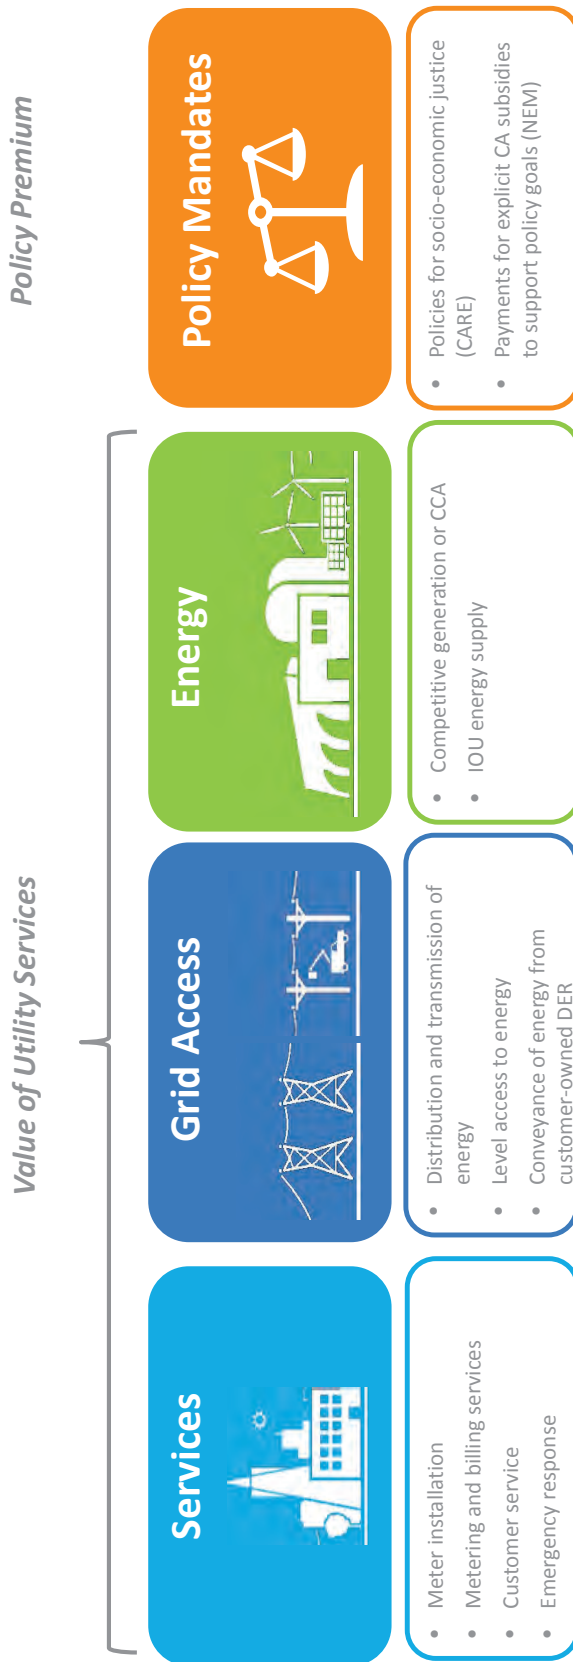 Value of Utility Services
Policy Premium
Services
• Meter installation
• Metering and billing services
• Customer service
• Emergency response
Grid Access
• Distribution and transmission of
energy
• Level access to energy
• Conveyance of energy from
customer-owned DER
Energy
• Competitive generation or CCA
• IOU energy supply
Policy Mandates
• Policies for socio-economic justice
(CARE)
• Payments for explicit CA subsidies
to support policy goals (NEM)